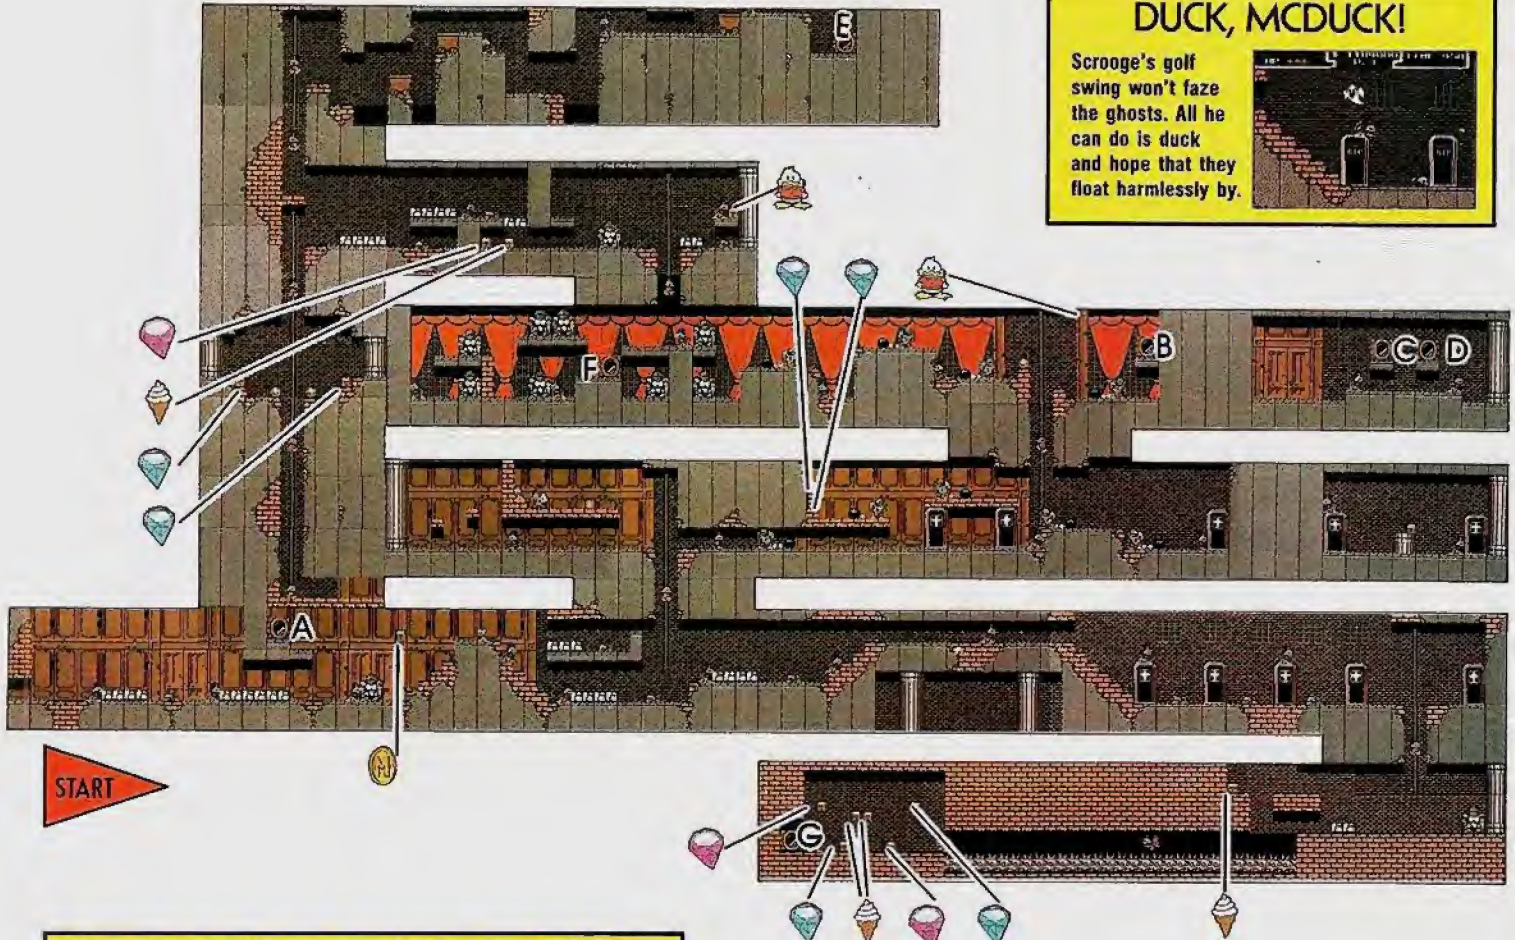 DUCK, MCDUCK!
Scrooge's golf
swing won't faze
the ghosts. All he
can do is duck
and hope that they
float harmlessly by.
E
B
C D
F
A
START
G